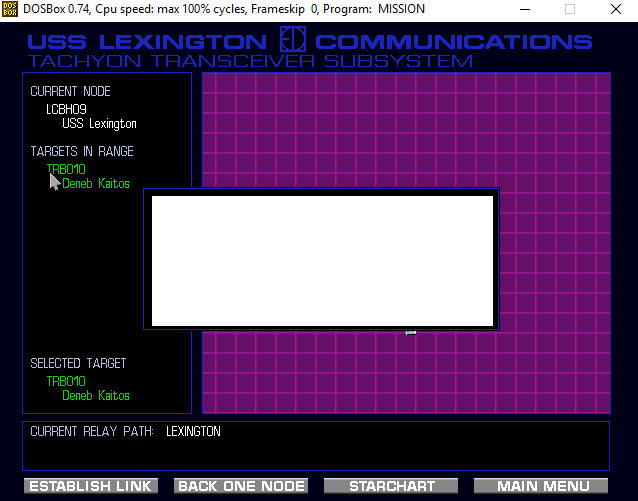 DOSBox 0.74, Cpu speed: max 100% cycles, Frameskip 0, Program: MISSION
USS LEXINGTON COMMUNICATIONS
TACHYON TRANSCEIVER SUBSYSTEM
CURRENT NODE
LCBH09
USS Lexington
TARGETS IN RANGE
TRB010
Deneb Kaitos
SELECTED TARGET
TRB010
Deneb Kaitos
CURRENT RELAY PATH: LEXINGTON
ESTABLISH LINK BACK ONE NODE STARCHART MAIN MENU